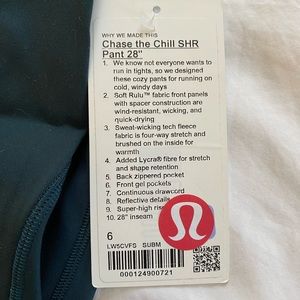 WHY WE MADE THIS
Chase the Chill SHR
Pant 28"
1. We know not everyone wants to
run in tights, so we designed
these cozy pants for running on
cold, windy days
2. Soft Rulu™ fabric front panels
with spacer construction are
wind-resistant, wicking, and
quick-drying
3. Sweat-wicking tech fleece
fabric is four-way stretch and
brushed on the inside for
warmth
4. Added Lycra® fibre for stretch
and shape retention
5. Back zippered pocket
6. Front gel pockets
7. Continuous drawcord
8. Reflective details
9. Super-high rise
10. 28" inseam
6
LW5CVFS SUBM
000124900721